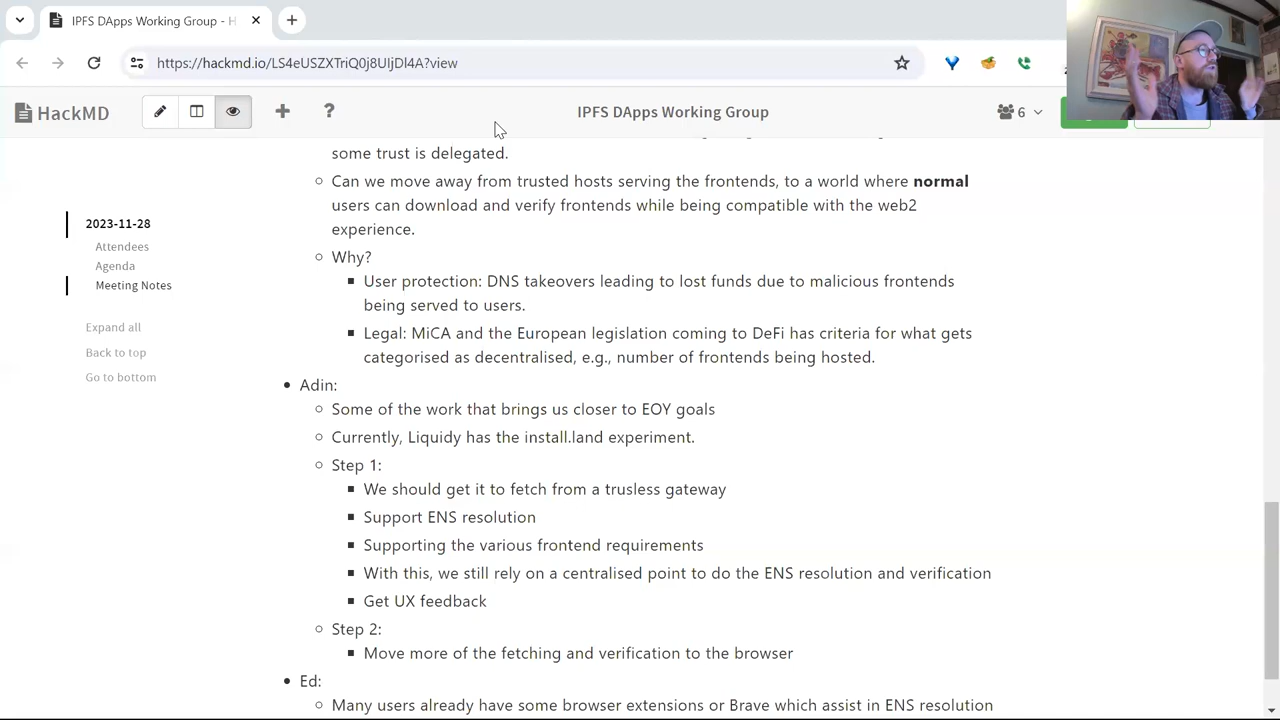 IPFS DApps Working Group - H
https://hackmd.io/LS4eUSZXTriQ0j8UIjDl4A?view
HackMD
IPFS DApps Working Group
6
some trust is delegated.
Can we move away from trusted hosts serving the frontends, to a world where normal
users can download and verify frontends while being compatible with the web2
experience.
Why?
User protection: DNS takeovers leading to lost funds due to malicious frontends
being served to users.
Legal: MiCA and the European legislation coming to DeFi has criteria for what gets
categorised as decentralised, e.g., number of frontends being hosted.
Adin:
Some of the work that brings us closer to EOY goals
Currently, Liquidy has the install.land experiment.
Step 1:
We should get it to fetch from a trusless gateway
Support ENS resolution
Supporting the various frontend requirements
With this, we still rely on a centralised point to do the ENS resolution and verification
Get UX feedback
Step 2:
Move more of the fetching and verification to the browser
Ed:
Many users already have some browser extensions or Brave which assist in ENS resolution
2023-11-28
Attendees
Agenda
Meeting Notes
Expand all
Back to top
Go to bottom